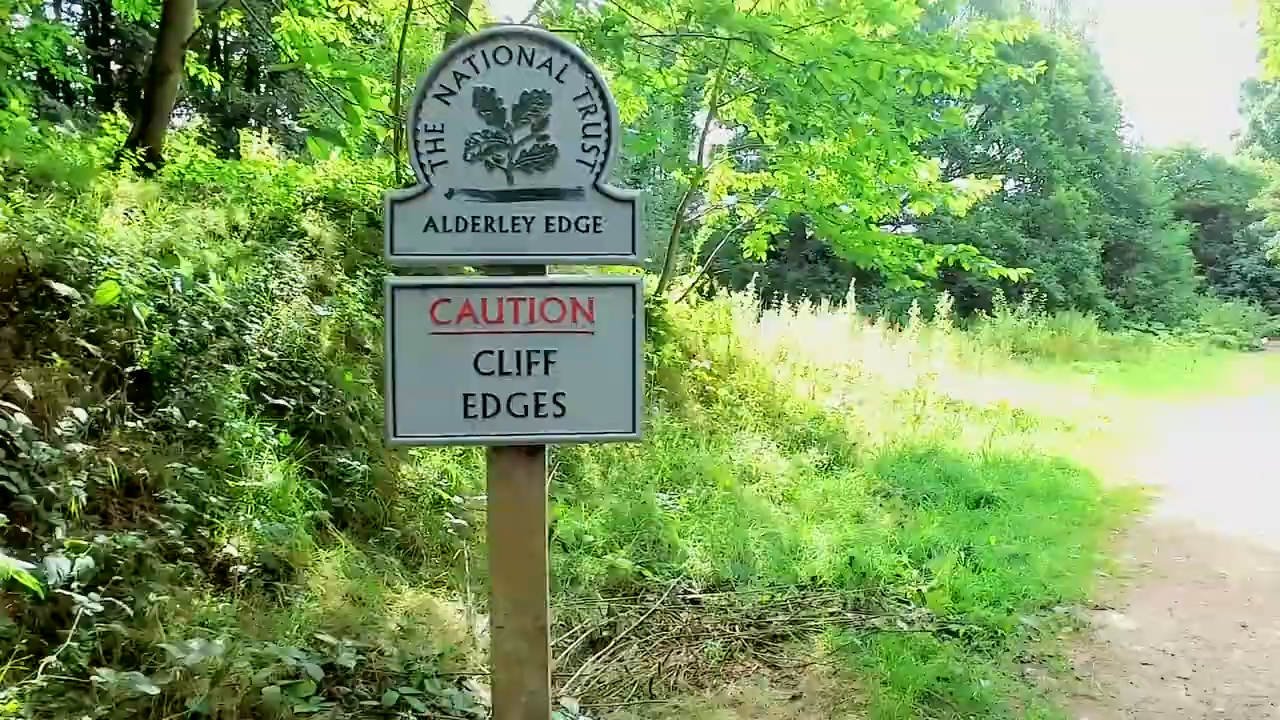 THE NATIONAL TRUST
ALDERLEY EDGE
CAUTION
CLIFF
EDGES